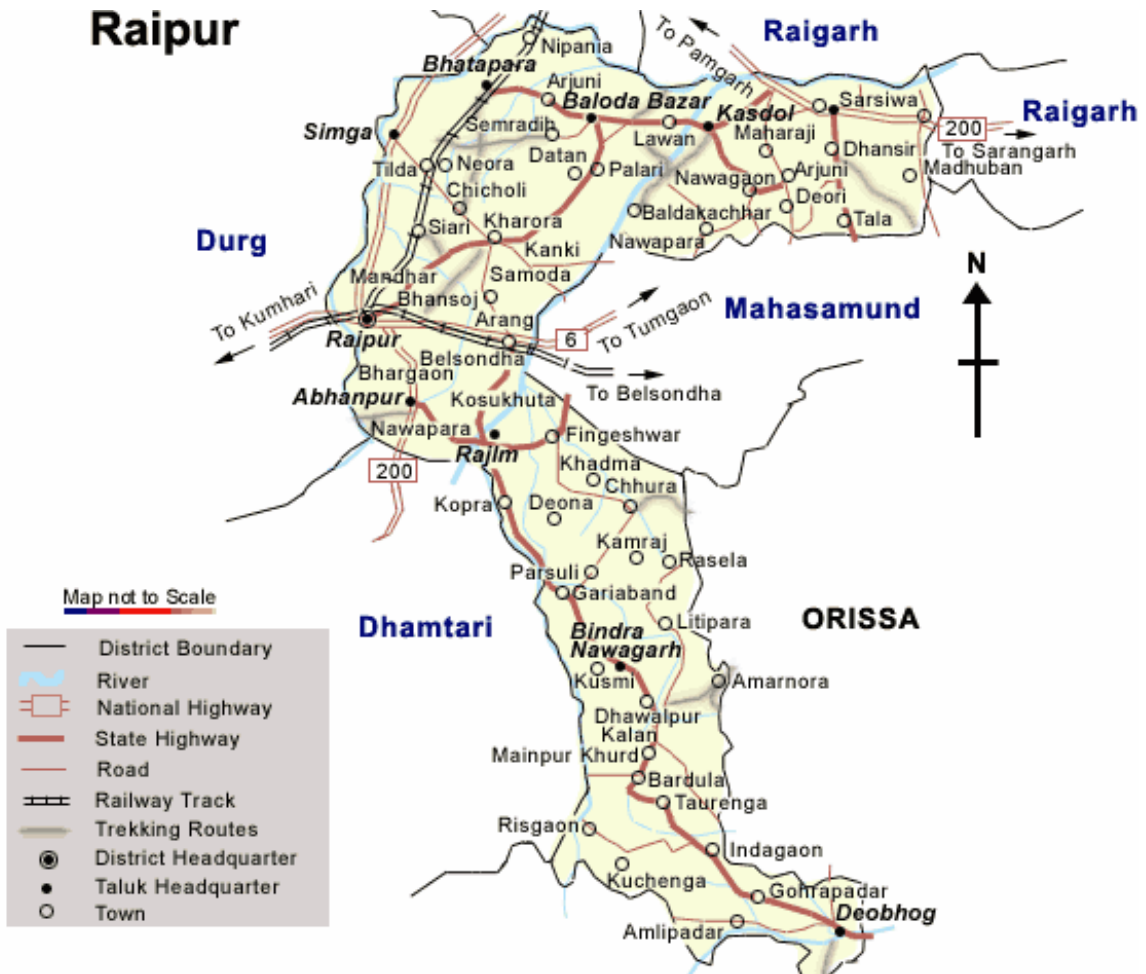 Raipur
Nipania
To Pamgarh
Raigarh
Bhatapara
Arjuni
Baloda Bazar
Kasdol
Sarsiwa
Raigarh
Simga
Semradih
Lawan
Maharaji
200
To Sarangarh
Tilda
Neora
Datan
Palari
Dhansir
Madhuban
Chicholi
Nawagaon
Arjuni
Deori
Siari
Kharora
Baldakachhar
Tala
Durg
Kanki
Nawapara
Mandhar
Samoda
N
To Kumhari
Bhansoj
Mahasamund
Raipur
Arang
6
To Tumgaon
Belsondha
Bhargaon
To Belsondha
Abhanpur
Kosukhuta
Nawapara
Fingeshwar
Rajlm
200
Khadma
Chhura
Kopra
Deona
Kamraj
Rasela
Parsuli
Gariaband
Map not to Scale
Dhamtari
Litipara
ORISSA
Bindra
Nawagarh
Kusmi
Amarnora
Dhawalpur
Kalan
Mainpur Khurd
Bardula
Taurenga
Risgaon
Indagaon
Kuchenga
Gohrapadar
Deobhog
Amlipadar
District Boundary
River
National Highway
State Highway
Road
Railway Track
Trekking Routes
District Headquarter
Taluk Headquarter
Town